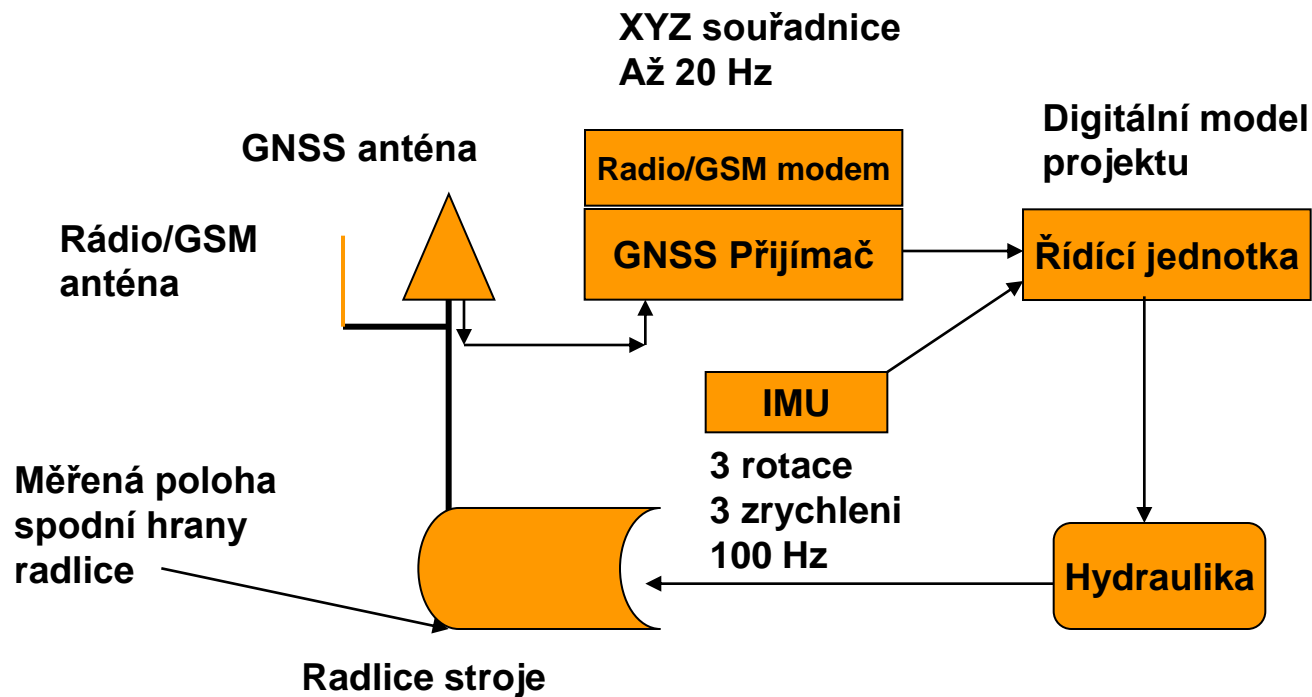 XYZ souřadnice
Až 20 Hz
Digitální model
projektu
GNSS anténa
Radio/GSM modem
Rádio/GSM
anténa
GNSS Přijímač
Řídící jednotka
IMU
3 rotace
3 zrychleni
100 Hz
Měřená poloha
spodní hrany
radlice
Hydraulika
Radlice stroje